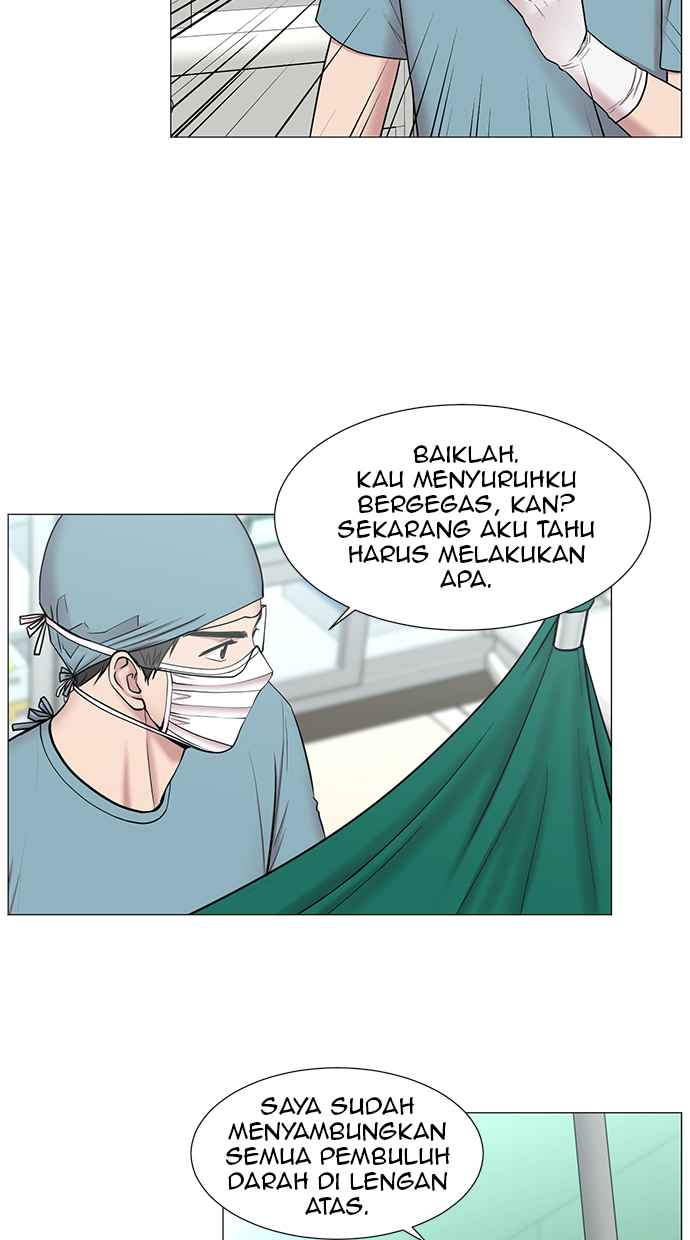 BAIKLAH.
KAU MENYURUHKU
BERGEGAS, KAN?
SEKARANG AKU TAHU
HARUS MELAKUKAN
APA.
SAYA SUDAH
MENYAMBUNGKAN
SEMUA PEMBULUH
DARAH DI LENGAN
ATAS.